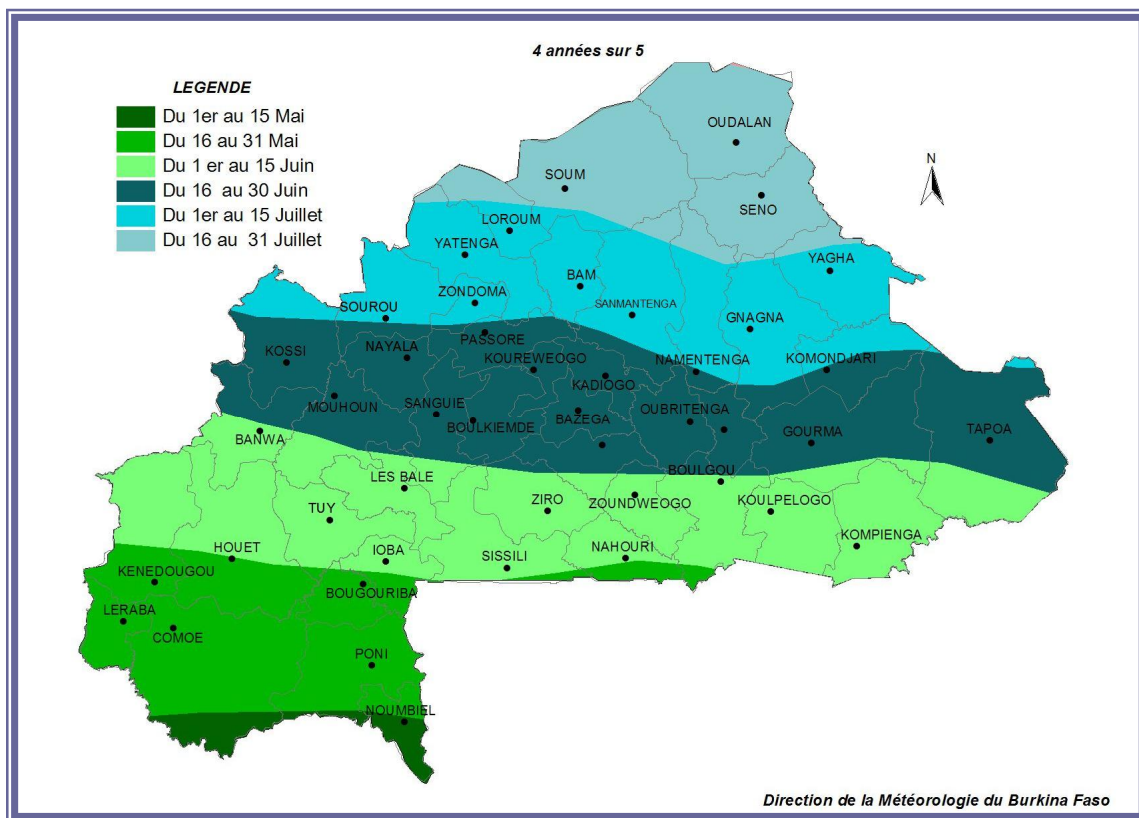 4 années sur 5
LEGENDE
Du 1er au 15 Mai
Du 16 au 31 Mai
Du 1 er au 15 Juin
Du 16 au 30 Juin
Du 1er au 15 Juillet
Du 16 au 31 Juillet
N
OUDALAN
SOUM
SENO
LOROUM
YATENGA
YAGHA
BAM
ZONDOMA
SANMANTENGA
SOUROU
GNAGNA
PASSORE
KOSSI
NAYALA
KOUREWEOGO
NAMENTENGA
KOMONDJARI
KADIOGO
MOUHOUN
SANGUIE
BAZEGA
OUBRITENGA
BOULKIEMDE
TAPOA
BANWA
GOURMA
BOULGOU
LES BALE
ZIRO
ZOUNDWEOGO
KOULPELOGO
TUY
KOMPIENGA
HOUET
IOBA
SISSILI
NAHOURI
KENEDOUGOU
BOUGOURIBA
LERABA
COMOE
PONI
NOUMBIEL
Direction de la Météorologie du Burkina Faso